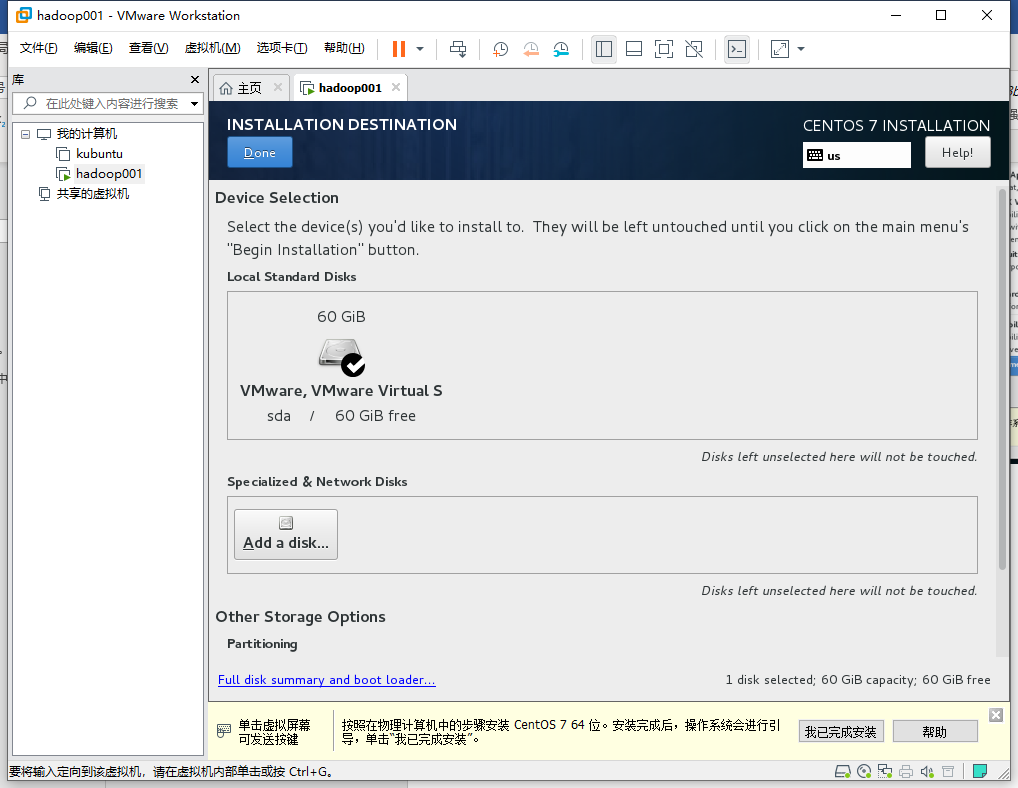 hadoop001 - VMware Workstation
文件(F) 编辑(E) 查看(V) 虚拟机(M) 选项卡(T) 帮助(H)
库
在此处键入内容进行搜索
我的计算机
kubuntu
hadoop001
共享的虚拟机
主页 hadoop001
INSTALLATION DESTINATION
CENTOS 7 INSTALLATION
Done
us
Help!
Device Selection
Select the device(s) you'd like to install to. They will be left untouched until you click on the main menu's
"Begin Installation" button.
Local Standard Disks
60 GiB
VMware, VMware Virtual S
sda / 60 GiB free
Disks left unselected here will not be touched.
Specialized & Network Disks
Add a disk...
Disks left unselected here will not be touched.
Other Storage Options
Partitioning
Full disk summary and boot loader...
1 disk selected; 60 GiB capacity; 60 GiB free
单击虚拟屏幕
可发送按键
按照在物理计算机中的步骤安装 CentOS 7 64 位。安装完成后，操作系统会进行引
导，单击“我已完成安装”。
我已完成安装
帮助
要将输入定向到该虚拟机，请在虚拟机内部单击或按 Ctrl+G。